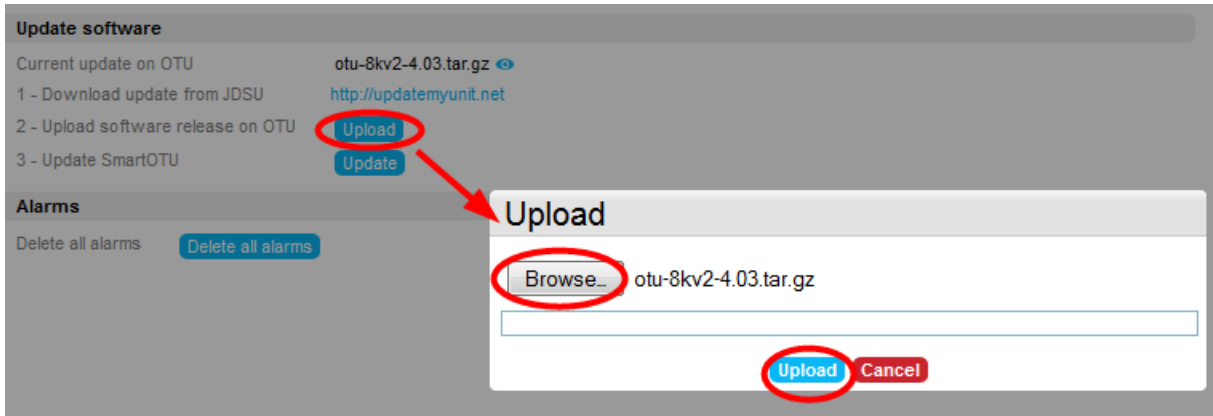 Update software
Current update on OTU otu-8kv2-4.03.tar.gz
1 - Download update from JDSU http://updatemyunit.net
2 - Upload software release on OTU Upload
3 - Update SmartOTU Update
Alarms
Delete all alarms Delete all alarms
Upload
Browse_ otu-8kv2-4.03.tar.gz
Upload Cancel